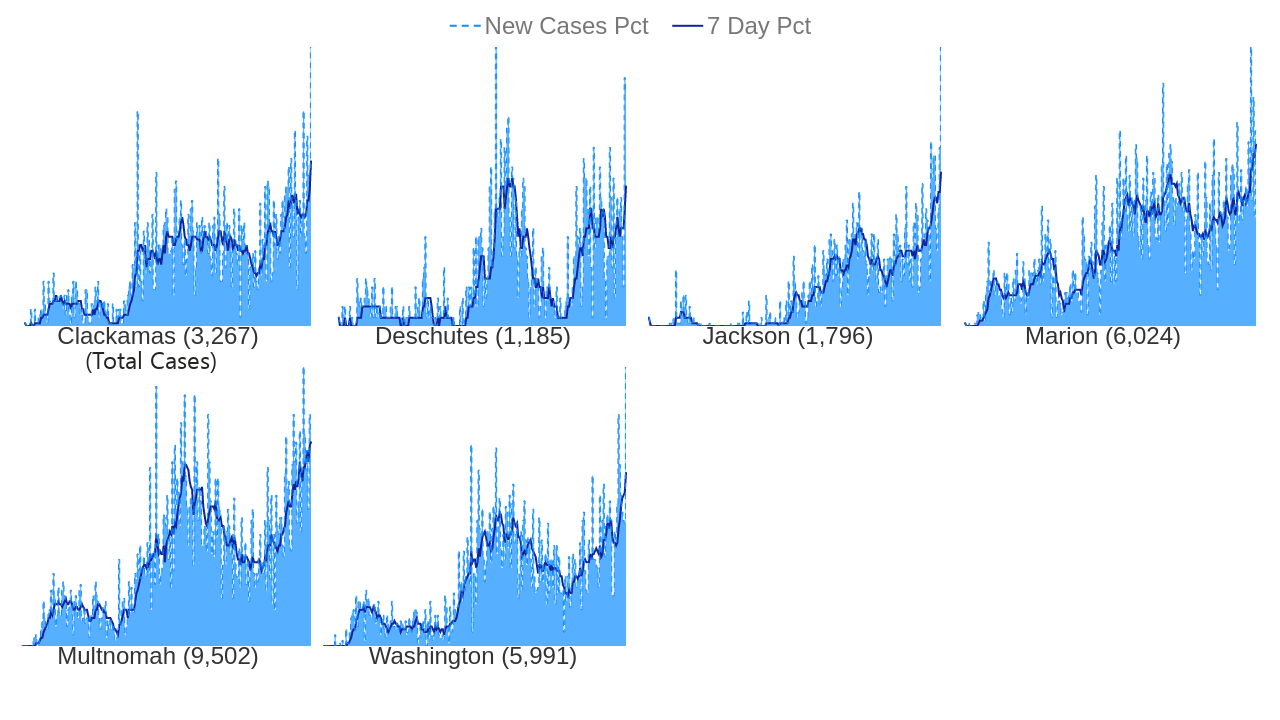 New Cases Pct 7 Day Pct
Clackamas (3,267) Deschutes (1,185) Jackson (1,796) Marion (6,024)
(Total Cases)
Multnomah (9,502) Washington (5,991)